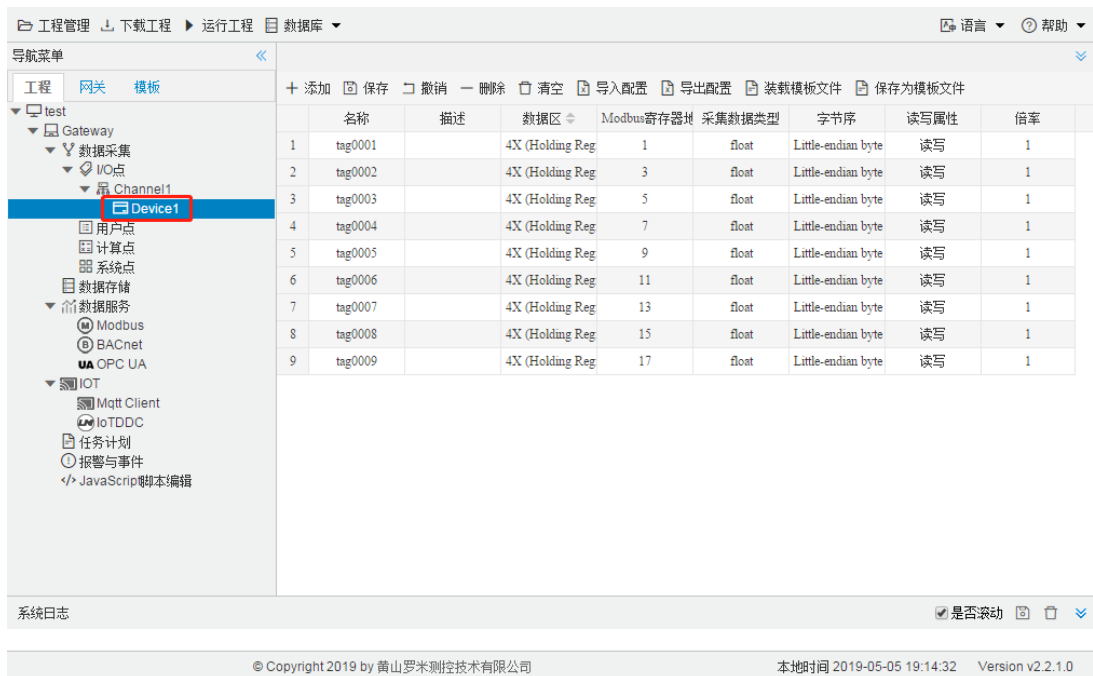 工程管理 下载工程 运行工程 数据库 语言 帮助
导航菜单
工程 网关 模板
添加 保存 撤销 删除 清空 导入配置 导出配置 装载模板文件 保存为模板文件
test
Gateway
数据采集
I/O点
Channel1
Device1
用户点
计算点
系统点
数据存储
数据服务
Modbus
BACnet
UA OPC UA
IOT
Mqtt Client
IoTDDC
任务计划
报警与事件
</> JavaScript脚本编辑
名称 描述 数据区 Modbus寄存器地 采集数据类型 字节序 读写属性 倍率
1 tag0001 4X (Holding Reg 1 float Little-endian byte 读写 1
2 tag0002 4X (Holding Reg 3 float Little-endian byte 读写 1
3 tag0003 4X (Holding Reg 5 float Little-endian byte 读写 1
4 tag0004 4X (Holding Reg 7 float Little-endian byte 读写 1
5 tag0005 4X (Holding Reg 9 float Little-endian byte 读写 1
6 tag0006 4X (Holding Reg 11 float Little-endian byte 读写 1
7 tag0007 4X (Holding Reg 13 float Little-endian byte 读写 1
8 tag0008 4X (Holding Reg 15 float Little-endian byte 读写 1
9 tag0009 4X (Holding Reg 17 float Little-endian byte 读写 1
系统日志 是否滚动
© Copyright 2019 by 黄山罗米测控技术有限公司 本地时间 2019-05-05 19:14:32 Version v2.2.1.0